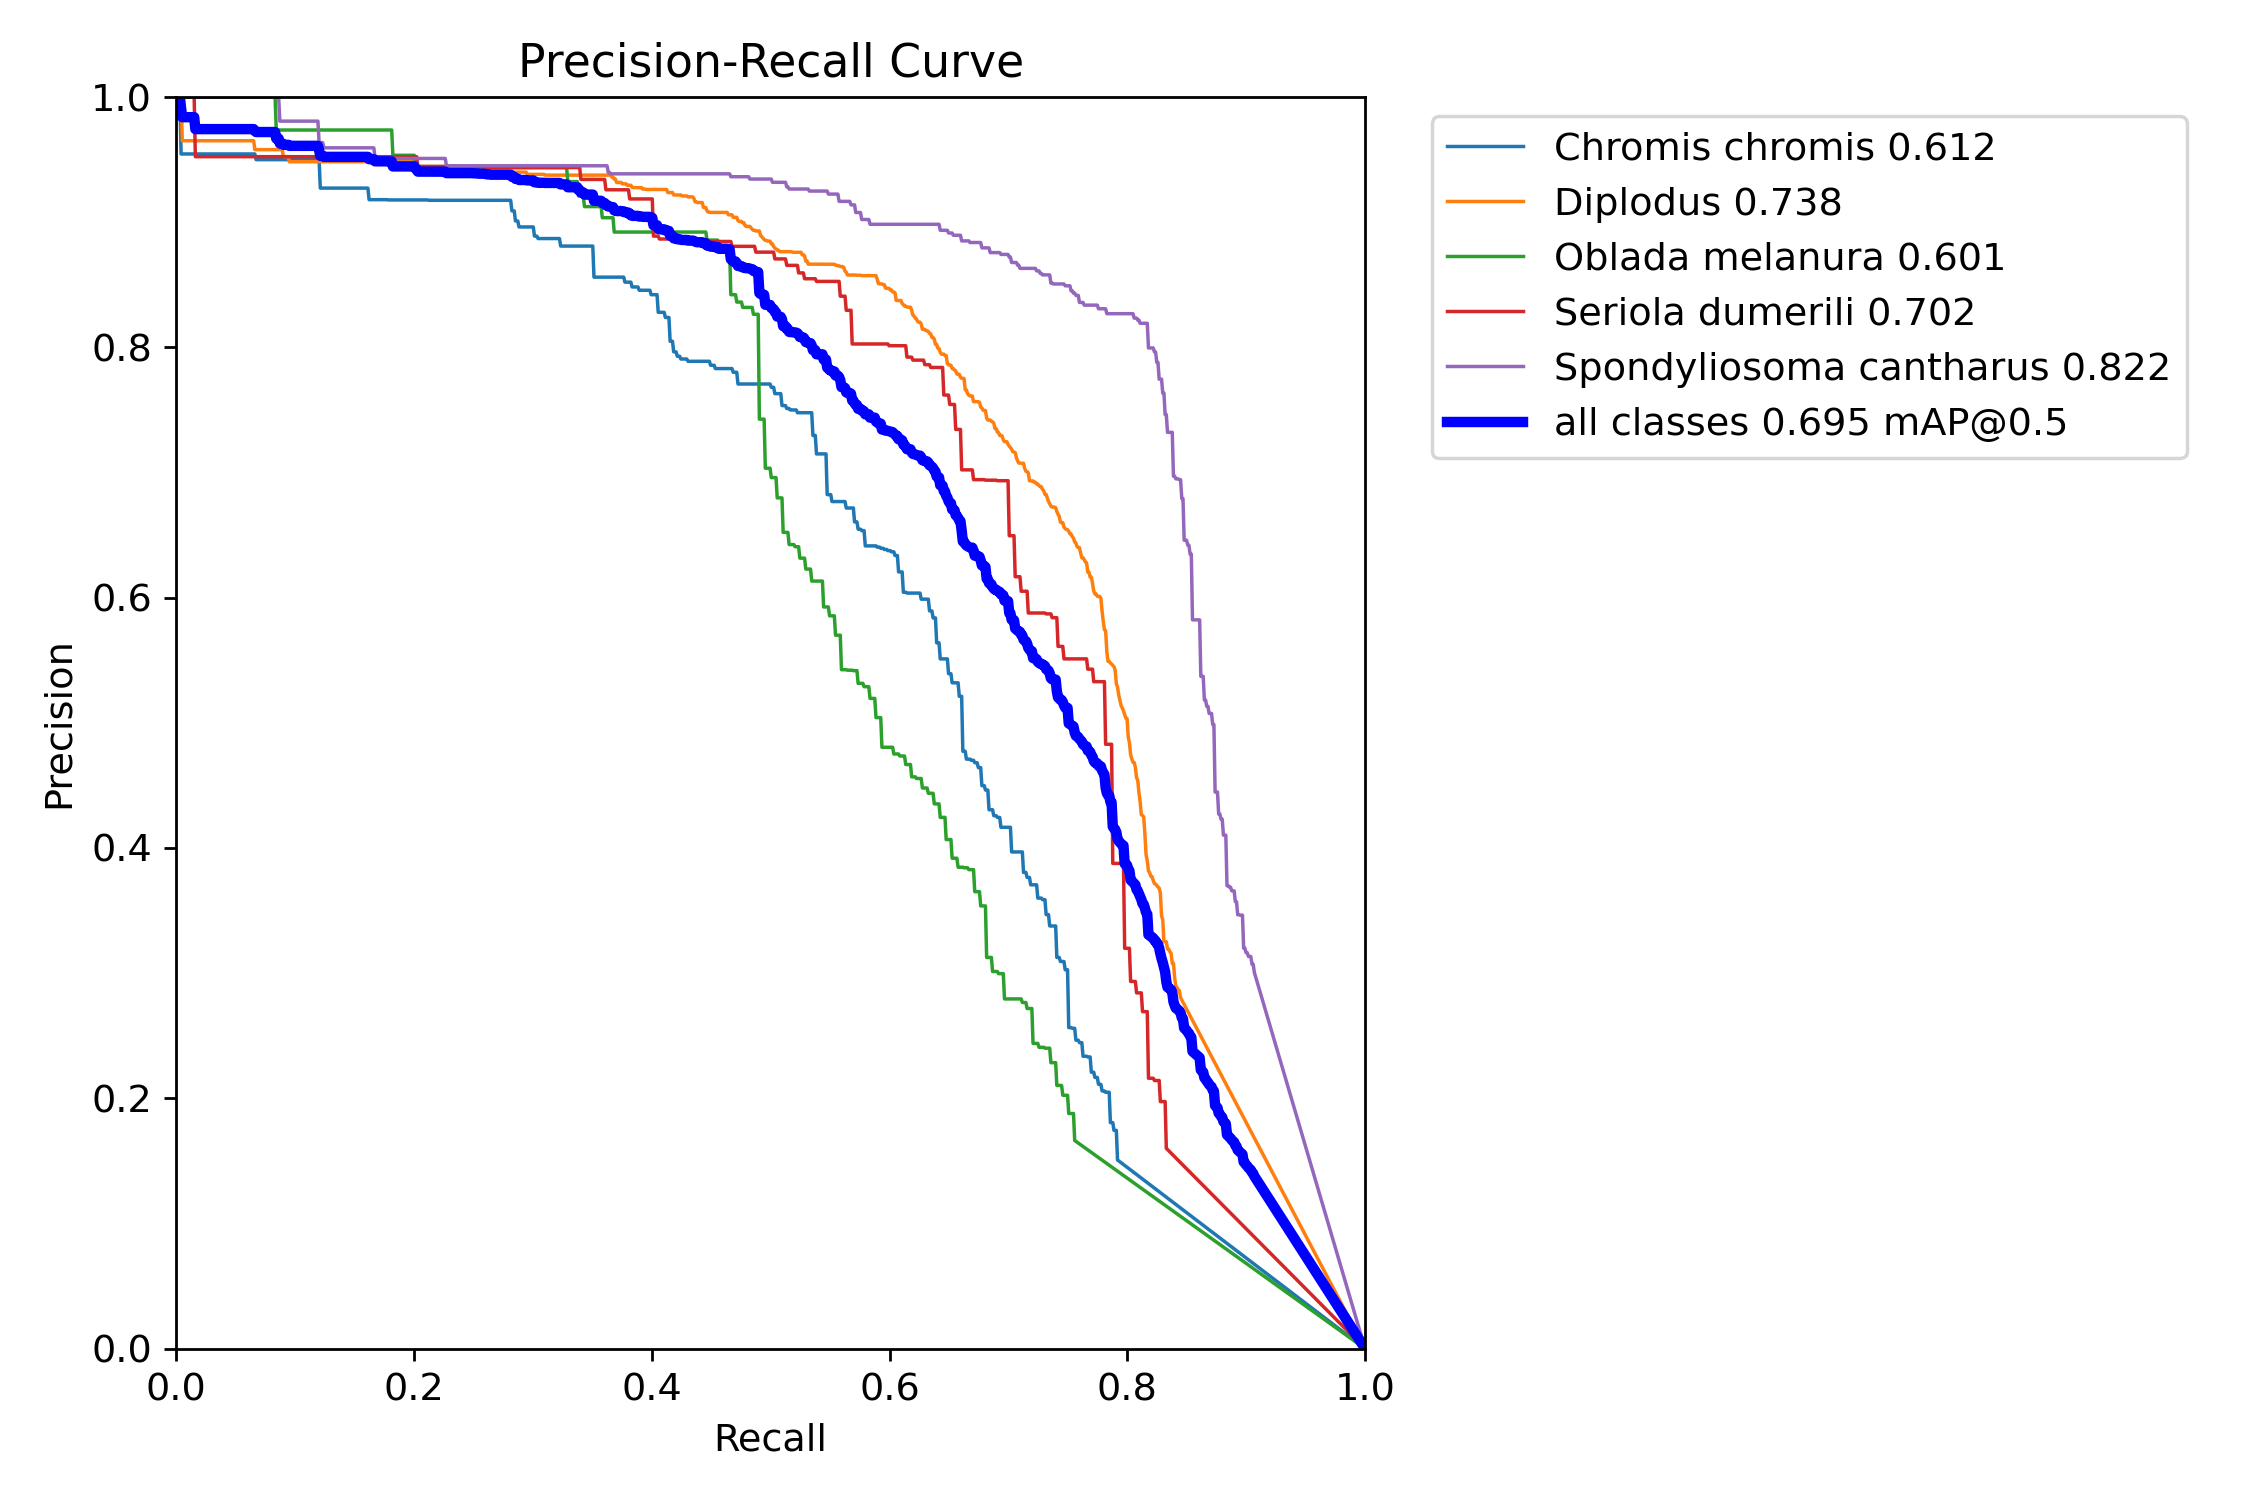 Precision-Recall Curve
1.0
0.8
0.6
0.4
0.2
0.0
Precision
0.0 0.2 0.4 0.6 0.8 1.0
Recall
Chromis chromis 0.612
Diplodus 0.738
Oblada melanura 0.601
Seriola dumerili 0.702
Spondyliosoma cantharus 0.822
all classes 0.695 mAP@0.5